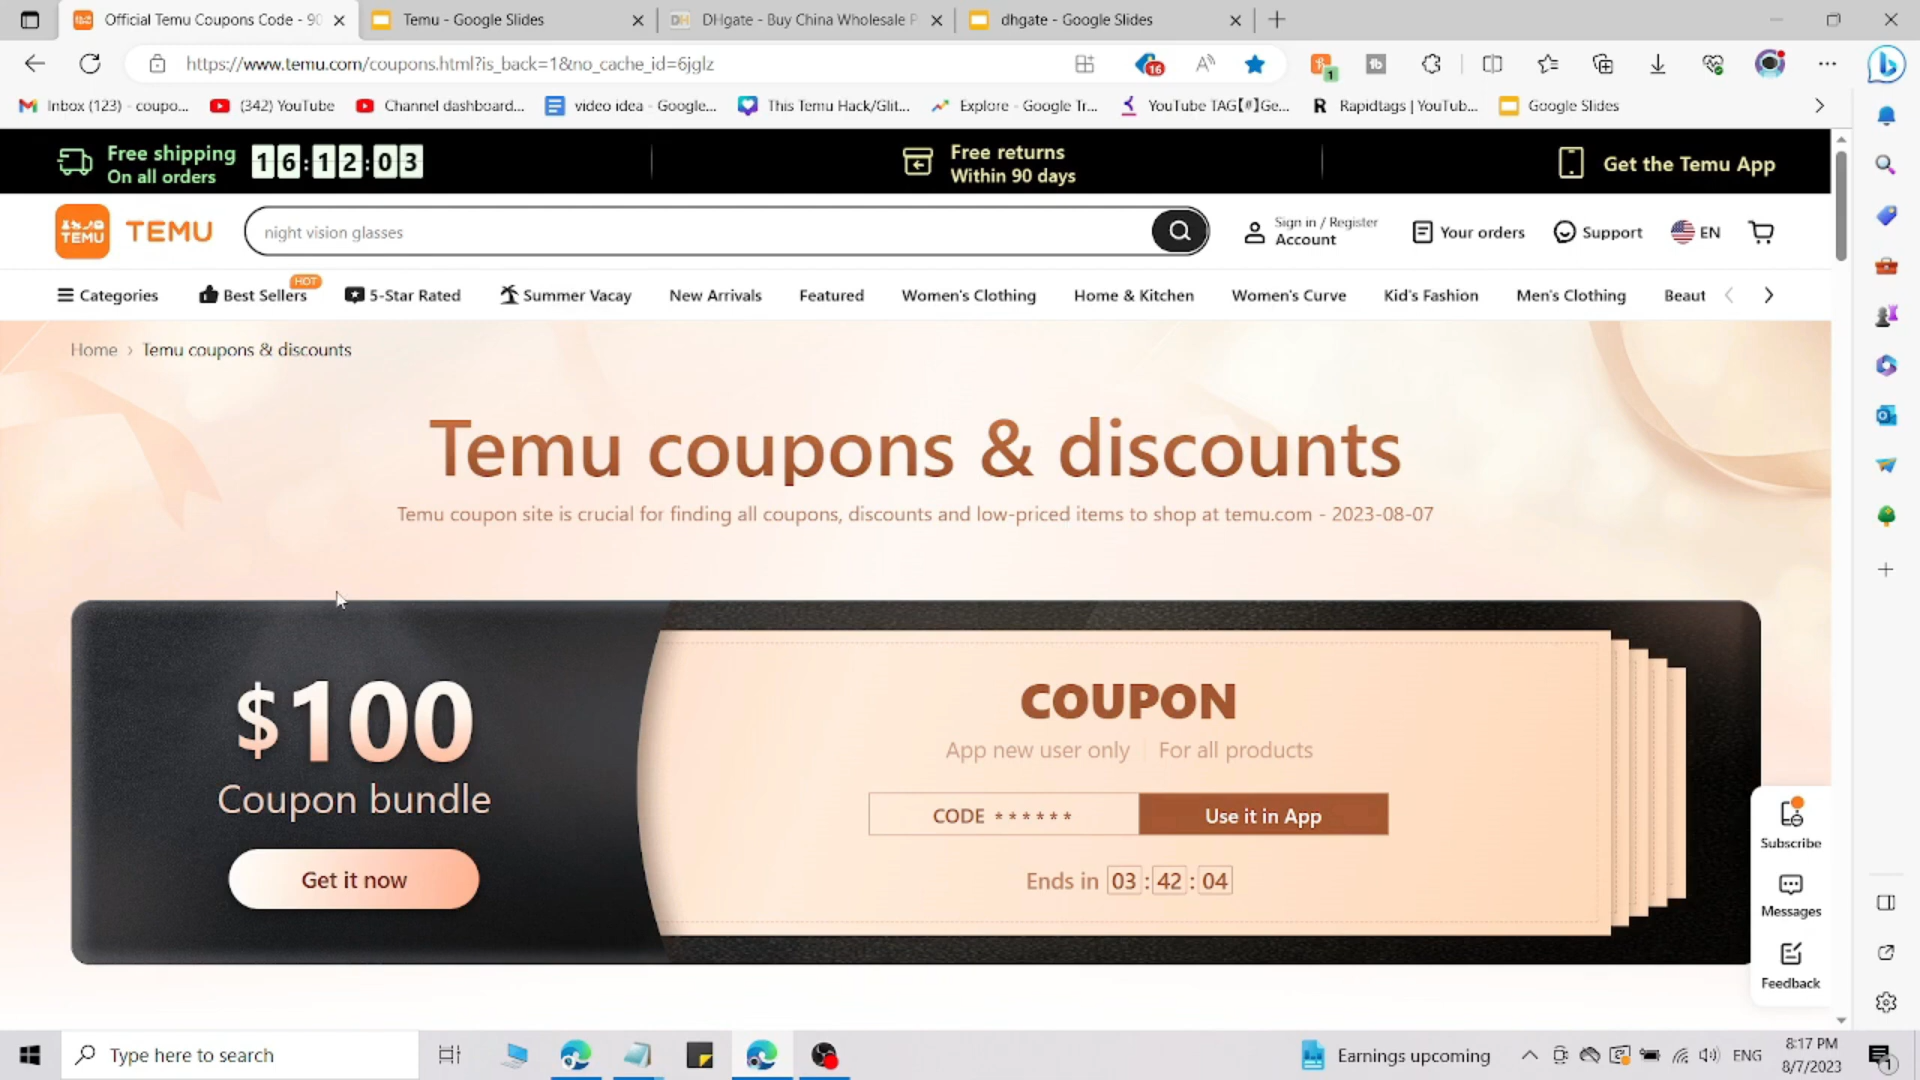 Official Temu Coupons Code - 90
Temu - Google Slides
DHgate - Buy China Wholesale P
dhgate - Google Slides
https://www.temu.com/coupons.html?is_back=1&no_cache_id=6jglz
16
1
Inbox (123) - coupo...
(342) YouTube
Channel dashboard...
video idea - Google...
This Temu Hack/Glit...
Explore - Google Tr...
YouTube TAG【#】Ge...
R Rapidtags | YouTub...
Google Slides
Free shipping
On all orders
16:12:03
Free returns
Within 90 days
Get the Temu App
TEMU
TEMU
night vision glasses
Sign in / Register
Account
Your orders
Support
EN
Categories
Best Sellers
HOT
5-Star Rated
Summer Vacay
New Arrivals
Featured
Women's Clothing
Home & Kitchen
Women's Curve
Kid's Fashion
Men's Clothing
Beaut
Home › Temu coupons & discounts
Temu coupons & discounts
Temu coupon site is crucial for finding all coupons, discounts and low-priced items to shop at temu.com - 2023-08-07
$100
Coupon bundle
Get it now
COUPON
App new user only
For all products
CODE ******
Use it in App
Ends in 03 : 42 : 04
Subscribe
Messages
Feedback
Type here to search
Earnings upcoming
ENG
8:17 PM
8/7/2023
1